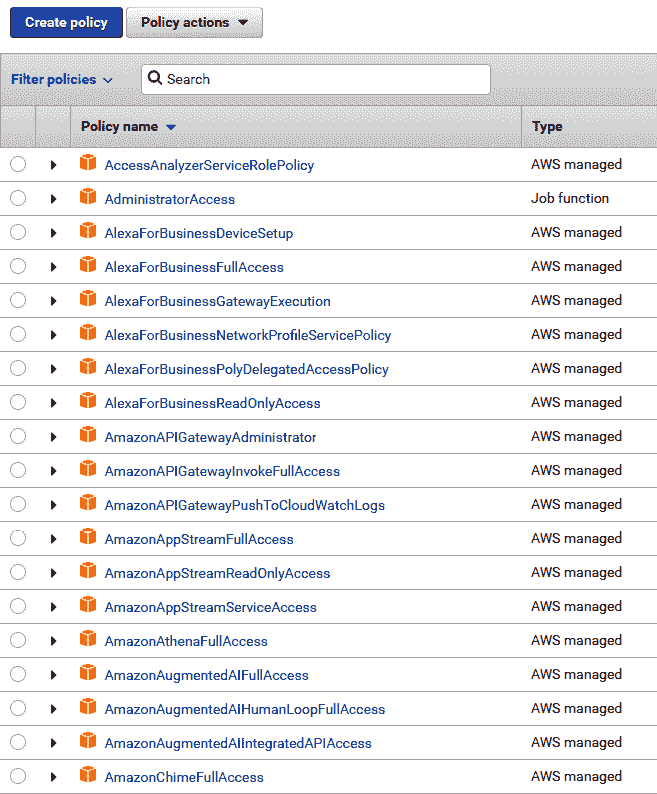 Create policy Policy actions
Filter policies Search
Policy name Type
AccessAnalyzerServiceRolePolicy AWS managed
AdministratorAccess Job function
AlexaForBusinessDeviceSetup AWS managed
AlexaForBusinessFullAccess AWS managed
AlexaForBusinessGatewayExecution AWS managed
AlexaForBusinessNetworkProfileServicePolicy AWS managed
AlexaForBusinessPolyDelegatedAccessPolicy AWS managed
AlexaForBusinessReadOnlyAccess AWS managed
AmazonAPIGatewayAdministrator AWS managed
AmazonAPIGatewayInvokeFullAccess AWS managed
AmazonAPIGatewayPushToCloudWatchLogs AWS managed
AmazonAppStreamFullAccess AWS managed
AmazonAppStreamReadOnlyAccess AWS managed
AmazonAppStreamServiceAccess AWS managed
AmazonAthenaFullAccess AWS managed
AmazonAugmentedAIFullAccess AWS managed
AmazonAugmentedAIHumanLoopFullAccess AWS managed
AmazonAugmentedAIIntegratedAPIAccess AWS managed
AmazonChimeFullAccess AWS managed